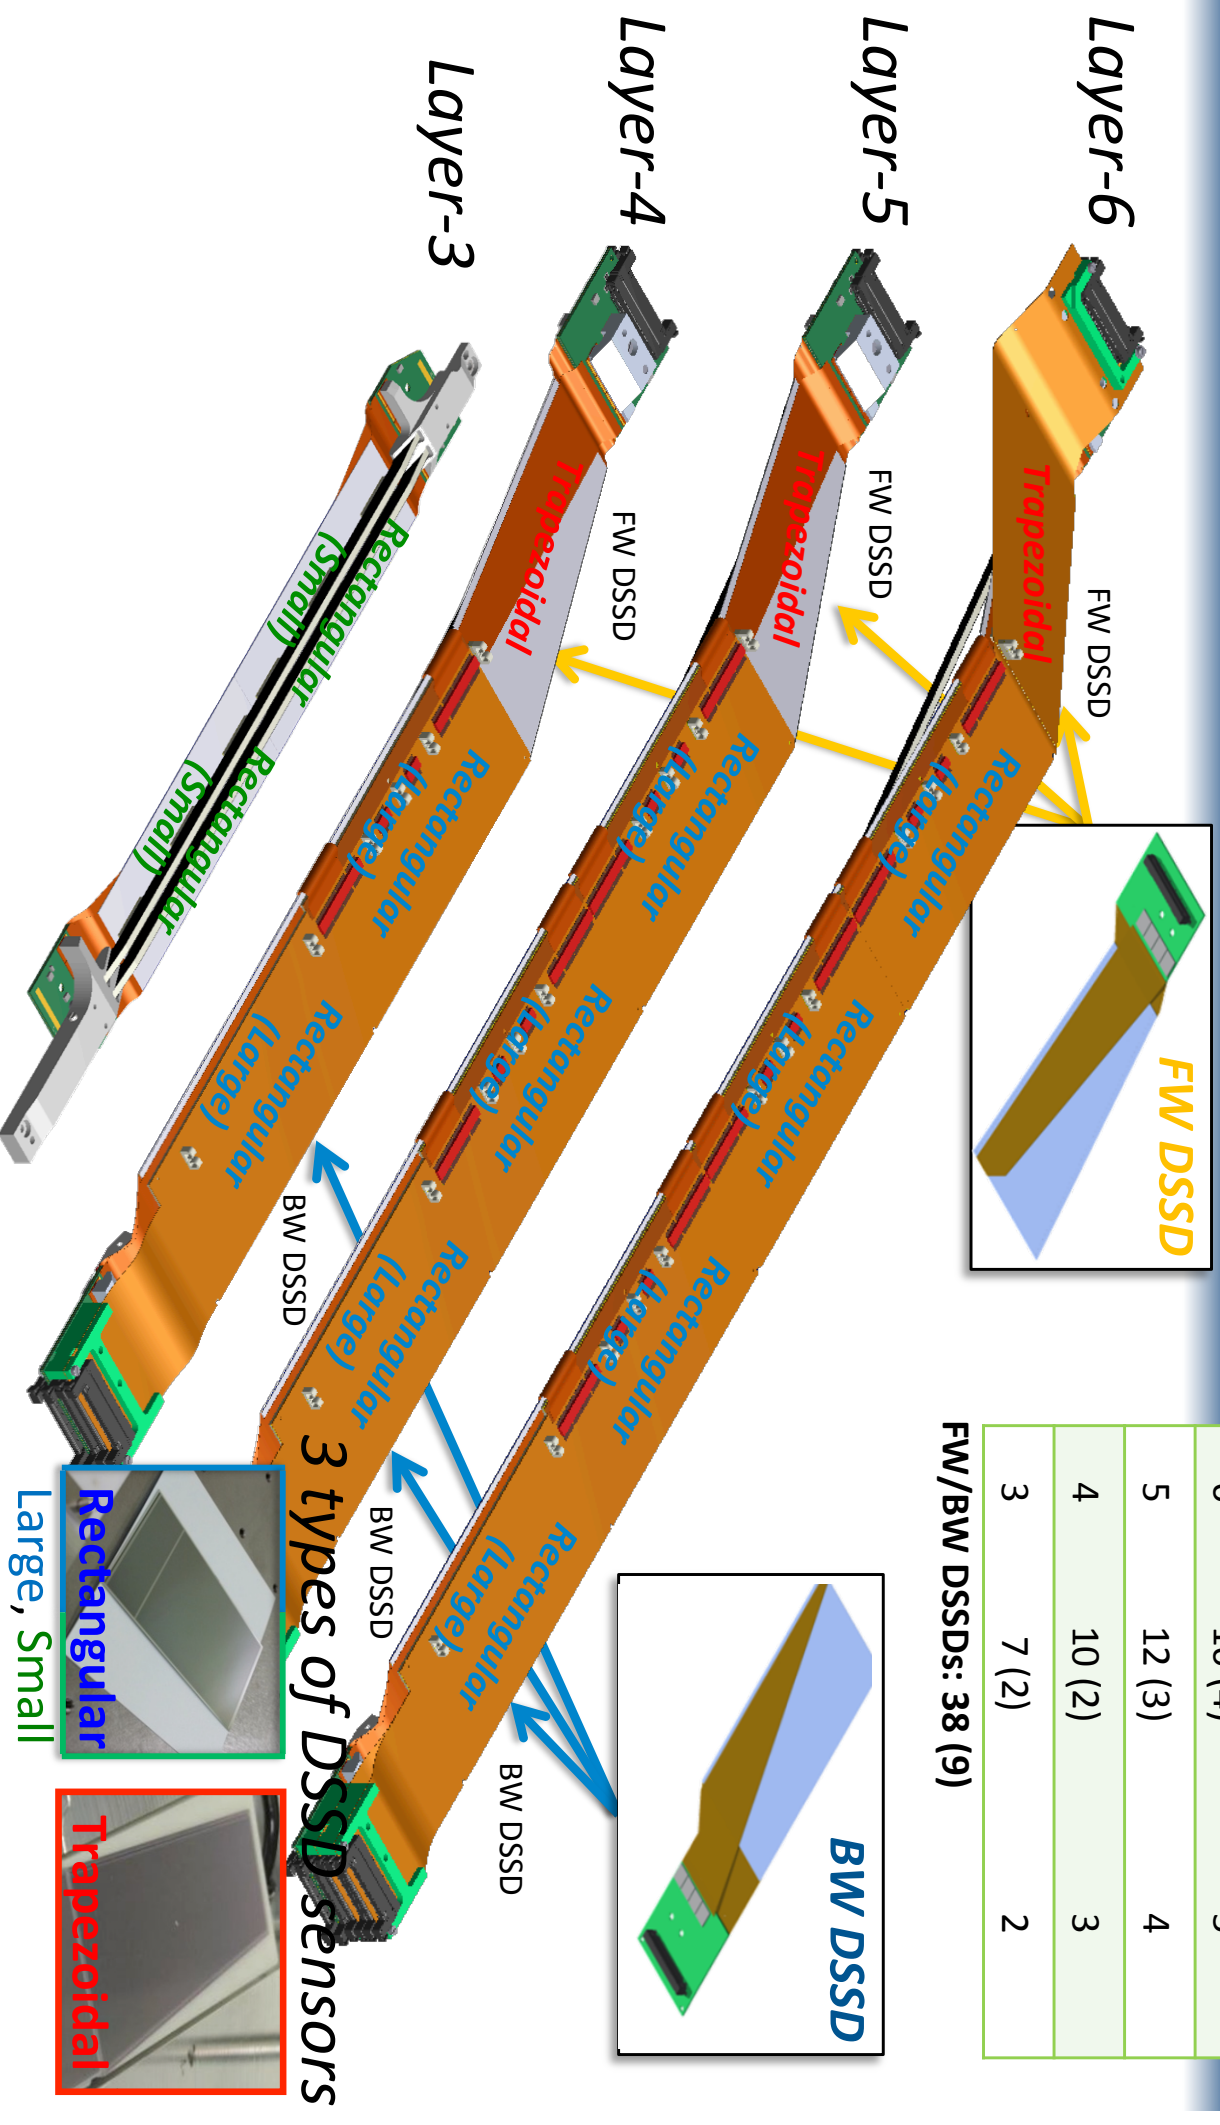 Layer-6
Layer-5
Layer-4
Layer-3
FW DSSD
FW DSSD
FW DSSD
FW DSSD
Trapezoidal
Rectangular
(Large)
Rectangular
(Large)
Rectangular
(Large)
Rectangular
(Large)
BW DSSD
Trapezoidal
Rectangular
(Large)
Rectangular
(Large)
Rectangular
(Large)
BW DSSD
Trapezoidal
Rectangular
(Large)
Rectangular
(Large)
BW DSSD
Rectangular
(Small)
Rectangular
(Small)
BW DSSD
5 12 (3) 4
4 10 (2) 3
3 7 (2) 2
FW/BW DSSDs: 38 (9)
3 types of DSSD sensors
Rectangular
Large, Small
Trapezoidal